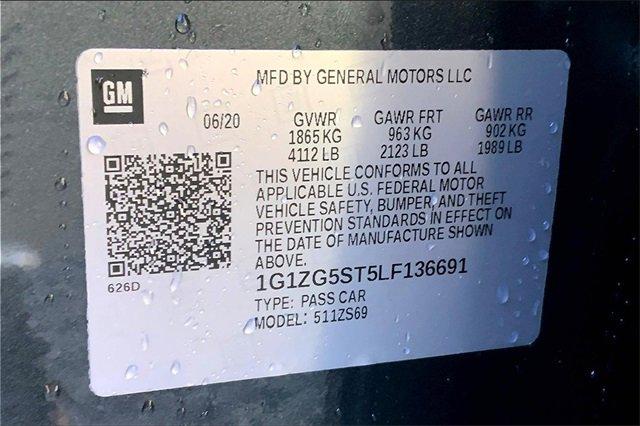 GM
MFD BY GENERAL MOTORS LLC
06/20 GVWR GAWR FRT GAWR RR
1865 KG 963 KG 902 KG
4112 LB 2123 LB 1989 LB
THIS VEHICLE CONFORMS TO ALL
APPLICABLE U.S. FEDERAL MOTOR
VEHICLE SAFETY, BUMPER, AND THEFT
PREVENTION STANDARDS IN EFFECT ON
THE DATE OF MANUFACTURE SHOWN
ABOVE.
626D
1G1ZG5ST5LF136691
TYPE: PASS CAR
MODEL: 511ZS69